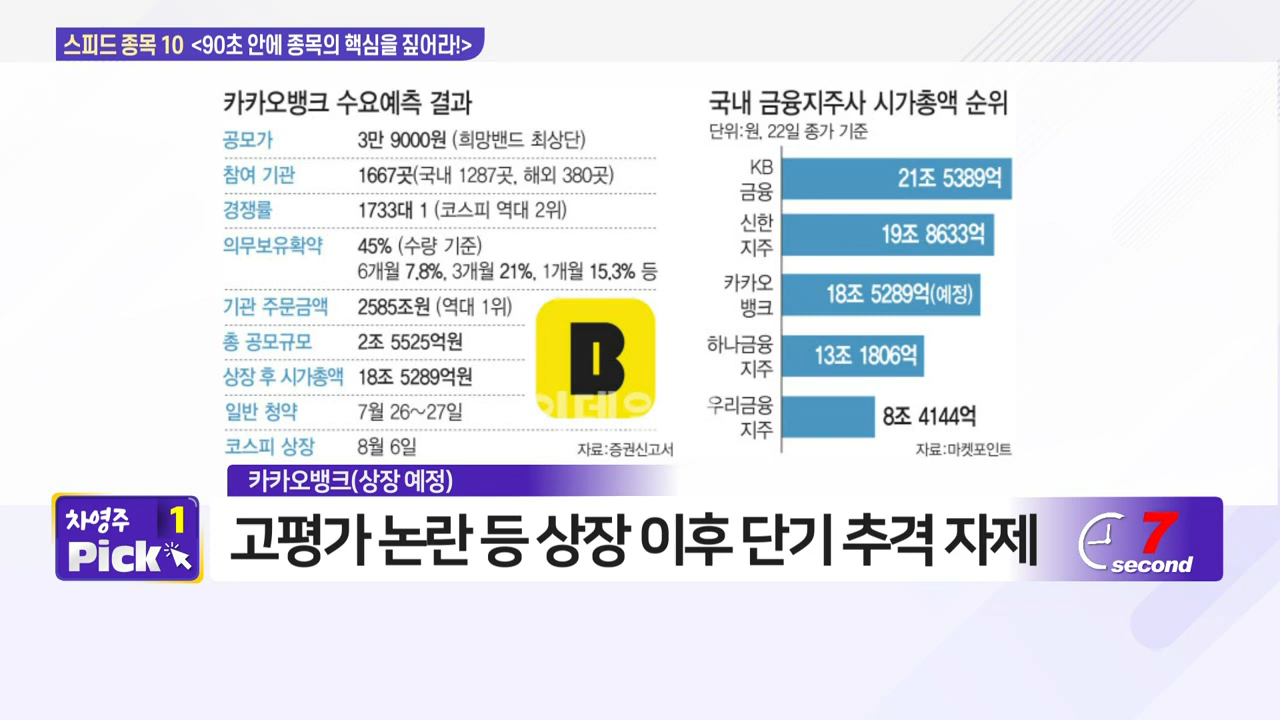 스피드 종목 10 <90초 안에 종목의 핵심을 짚어라!>
카카오뱅크 수요예측 결과
공모가 3만 9000원 (희망밴드 최상단)
참여 기관 1667곳(국내 1287곳, 해외 380곳)
경쟁률 1733대 1 (코스피 역대 2위)
의무보유확약 45% (수량 기준)
6개월 7.8%, 3개월 21%, 1개월 15.3% 등
기관 주문금액 2585조원 (역대 1위)
총 공모규모 2조 5525억원
상장 후 시가총액 18조 5289억원
일반 청약 7월 26~27일
코스피 상장 8월 6일
자료:증권신고서
B
이데일
국내 금융지주사 시가총액 순위
단위:원, 22일 종가 기준
KB
금융
21조 5389억
신한
지주
19조 8633억
카카오
뱅크
18조 5289억(예정)
하나금융
지주
13조 1806억
우리금융
지주
8조 4144억
자료:마켓포인트
카카오뱅크(상장 예정)
차영주 1
Pick
고평가 논란 등 상장 이후 단기 추격 자제
7
second